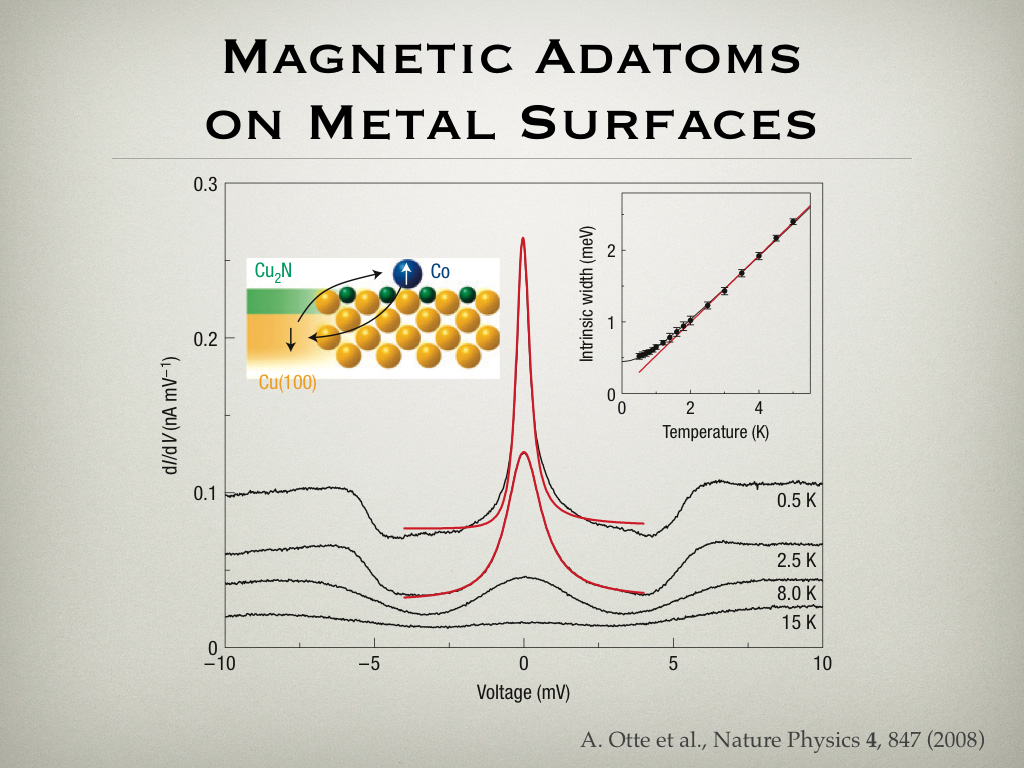 MAGNETIC ADATOMS
ON METAL SURFACES
0.3
0.2
0.1
0
dI/dV (nA mV−1)
Cu2N
Co
Cu(100)
Intrinsic width (meV)
2
1
0
0 2 4
Temperature (K)
0.5 K
2.5 K
8.0 K
15 K
−10 −5 0 5 10
Voltage (mV)
A. Otte et al., Nature Physics 4, 847 (2008)